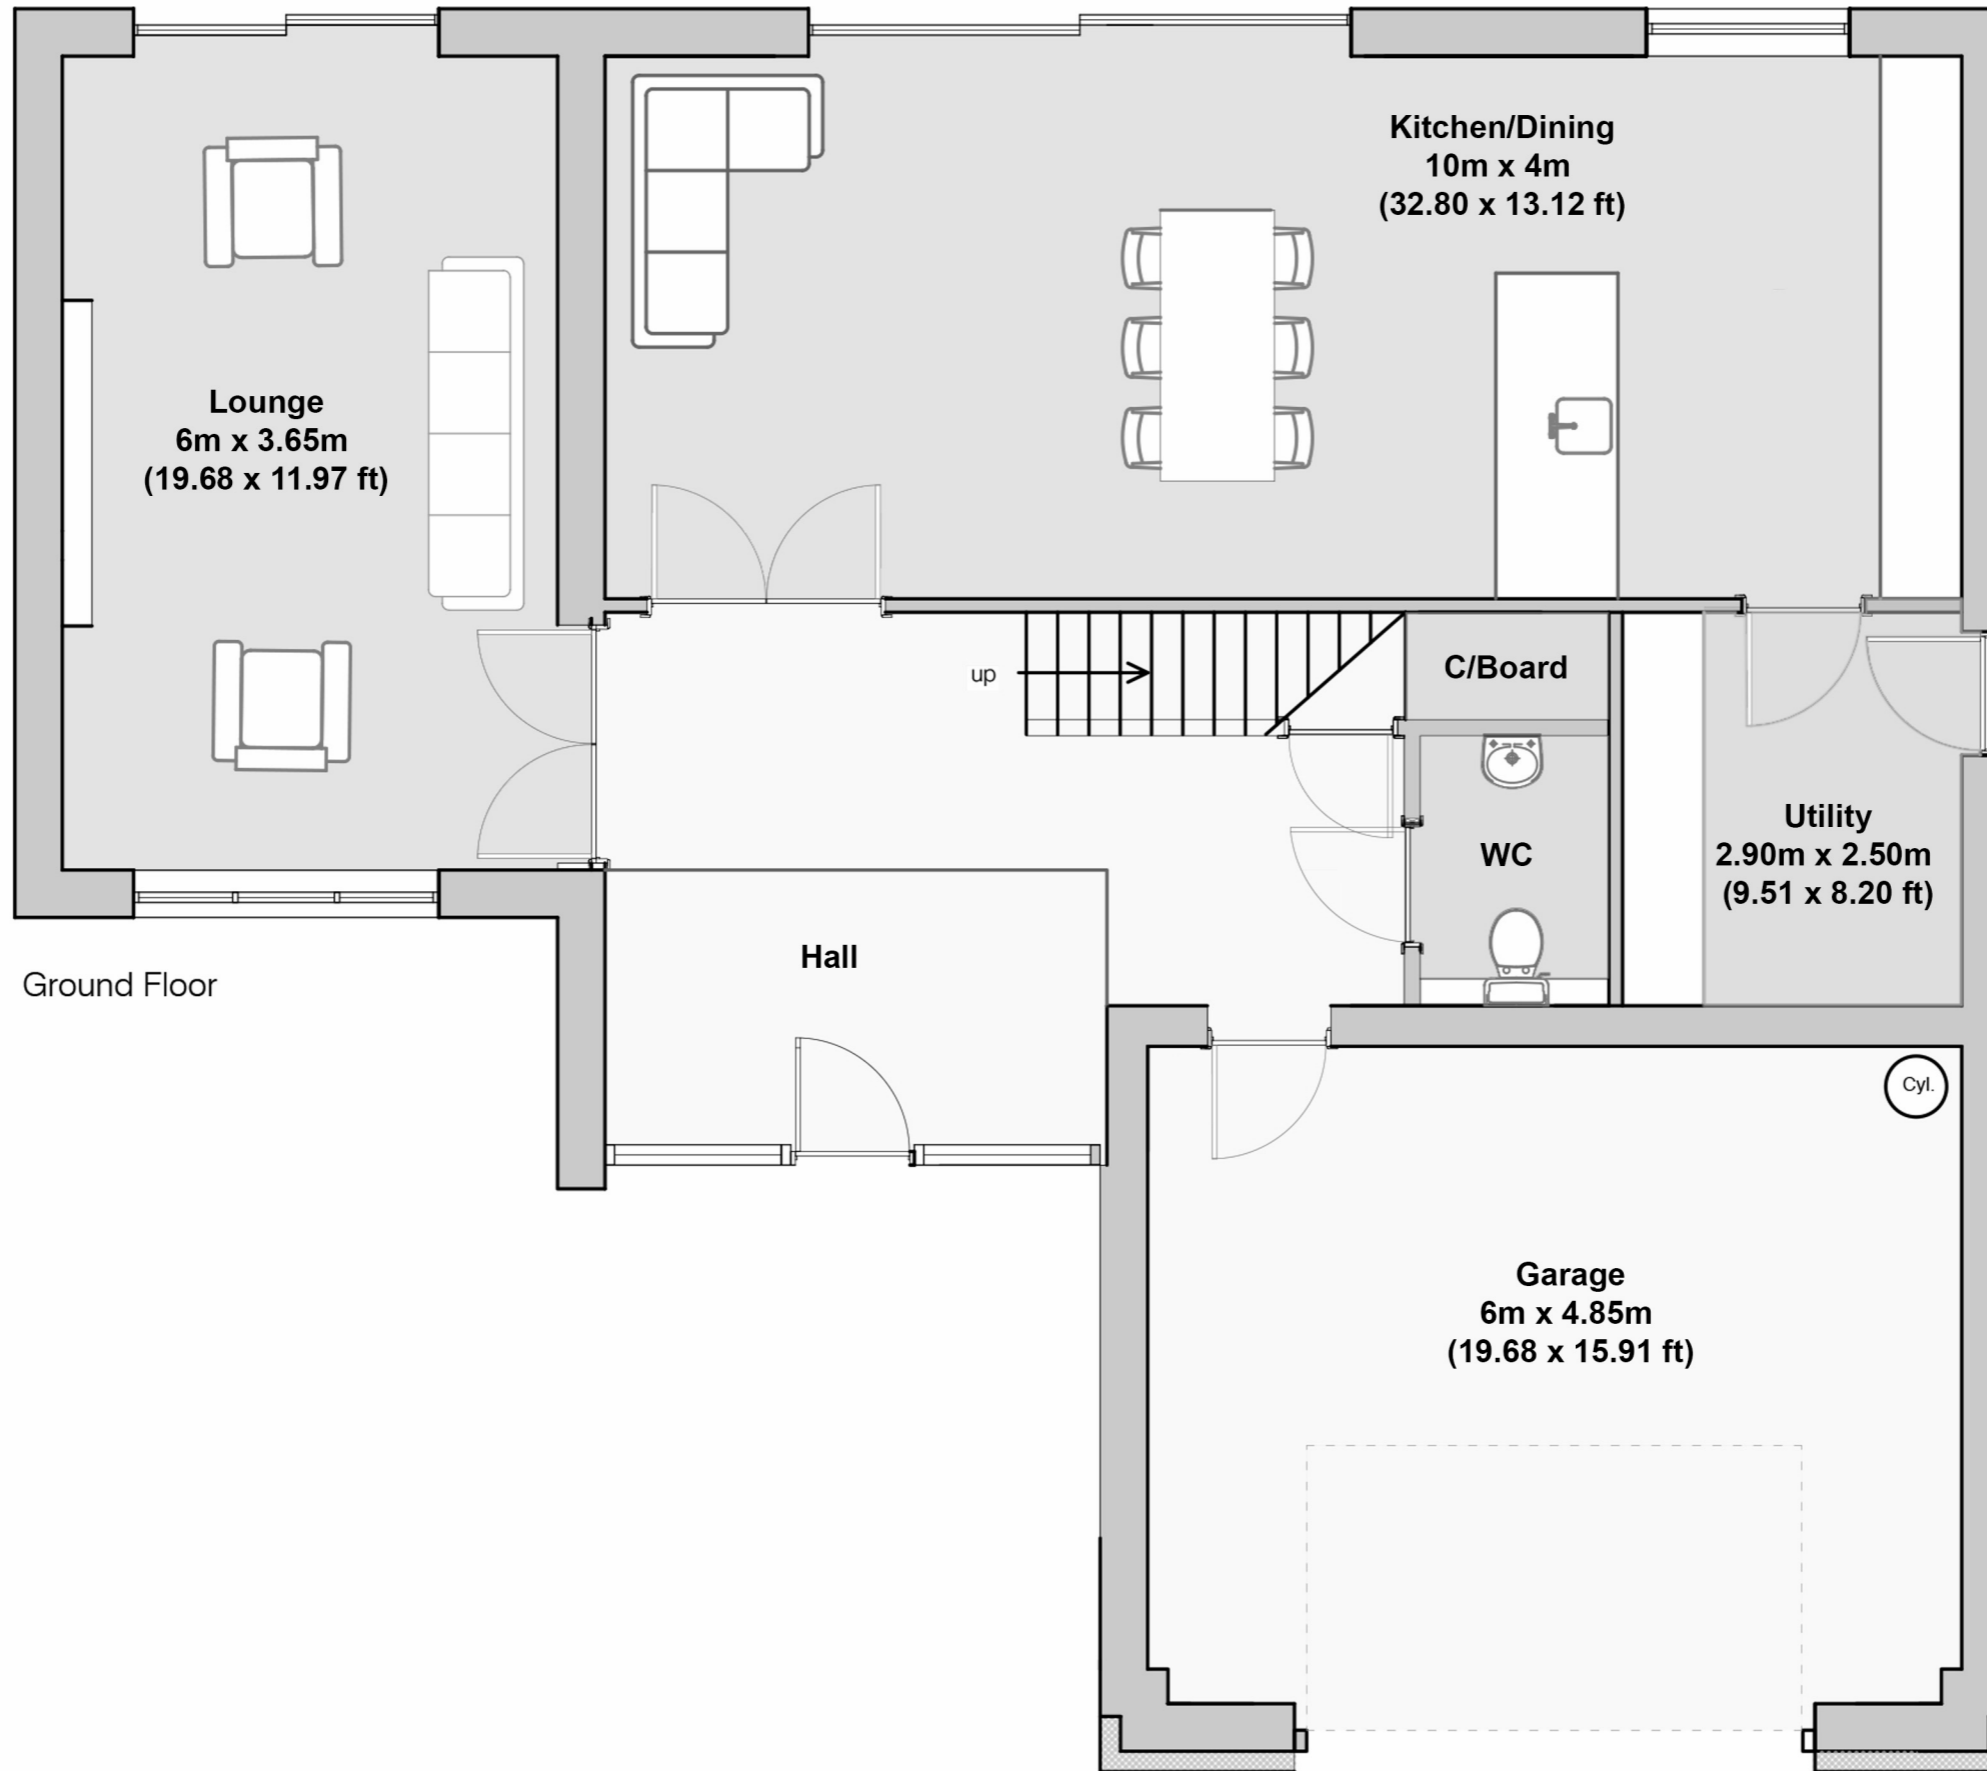 Kitchen/Dining
10m x 4m
(32.80 x 13.12 ft)
Lounge
6m x 3.65m
(19.68 x 11.97 ft)
up
C/Board
WC
Utility
2.90m x 2.50m
(9.51 x 8.20 ft)
Hall
Ground Floor
Cyl.
Garage
6m x 4.85m
(19.68 x 15.91 ft)